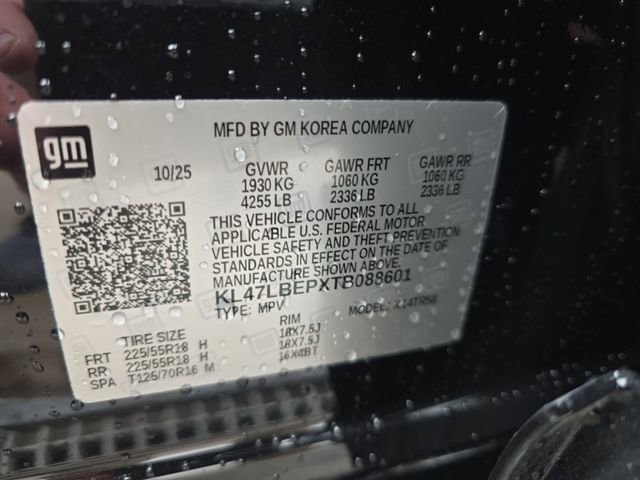 gm
MFD BY GM KOREA COMPANY
10/25 GVWR GAWR FRT GAWR RR
1930 KG 1060 KG 1060 KG
4255 LB 2336 LB 2336 LB
THIS VEHICLE CONFORMS TO ALL
APPLICABLE U.S. FEDERAL MOTOR
VEHICLE SAFETY AND THEFT PREVENTION
STANDARDS IN EFFECT ON THE DATE OF
MANUFACTURE SHOWN ABOVE.
KL47LBEPXTB088601
TYPE: MPV MODEL: X14TR58
TIRE SIZE RIM
FRT 225/55R18 H 18X7.5J
RR 225/55R18 H 18X7.5J
SPA T125/70R16 M 16X4BT